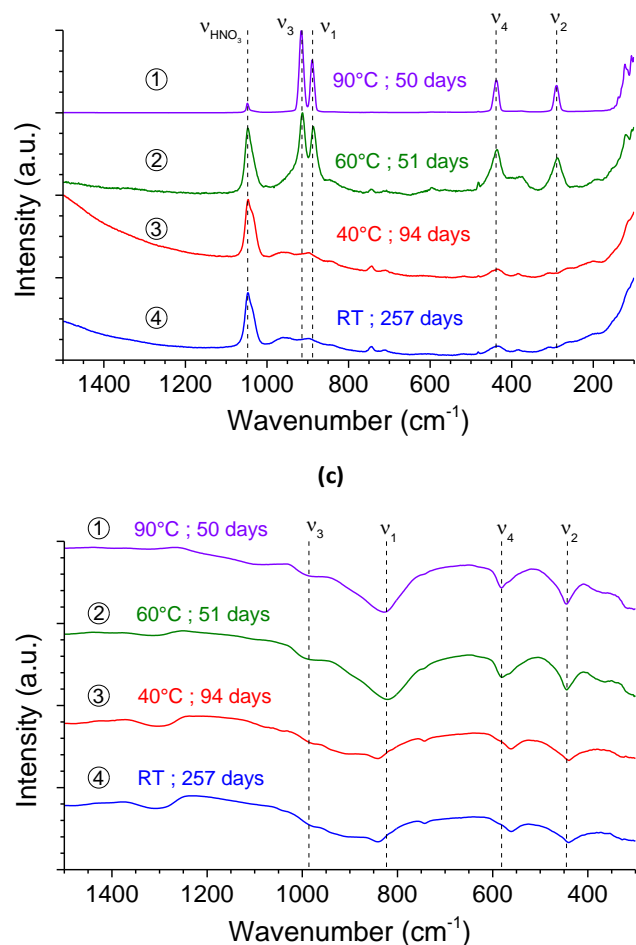 ν_HNO₃ ν₃ ν₁ ν₄ ν₂
① 90°C ; 50 days
② 60°C ; 51 days
③ 40°C ; 94 days
④ RT ; 257 days
Intensity (a.u.)
1400 1200 1000 800 600 400 200
Wavenumber (cm⁻¹)
(c)
ν₃ ν₁ ν₄ ν₂
① 90°C ; 50 days
② 60°C ; 51 days
③ 40°C ; 94 days
④ RT ; 257 days
Intensity (a.u.)
1400 1200 1000 800 600 400
Wavenumber (cm⁻¹)